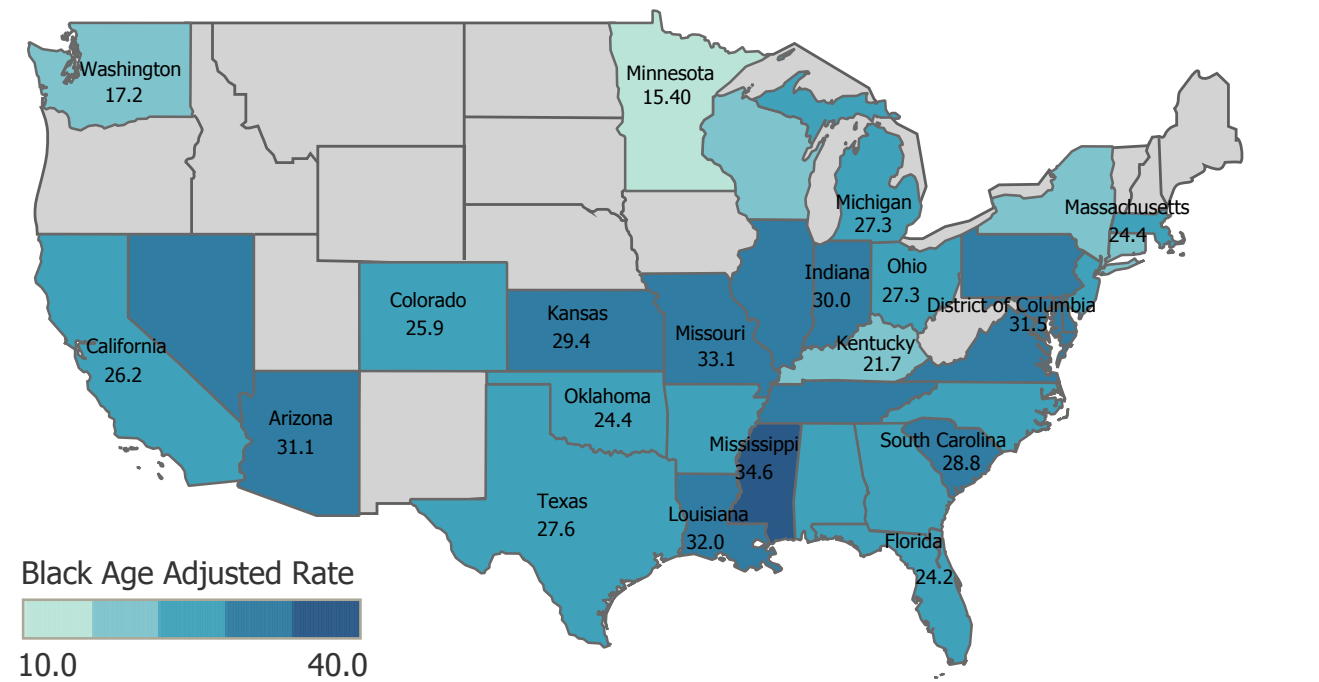 Washington
17.2
Minnesota
15.40
Michigan
27.3
Massachusetts
24.4
Indiana
30.0
Ohio
27.3
District of Columbia
31.5
Colorado
25.9
Kansas
29.4
Missouri
33.1
Kentucky
21.7
California
26.2
Arizona
31.1
Oklahoma
24.4
Mississippi
34.6
South Carolina
28.8
Texas
27.6
Louisiana
32.0
Florida
24.2
Black Age Adjusted Rate
10.0 40.0